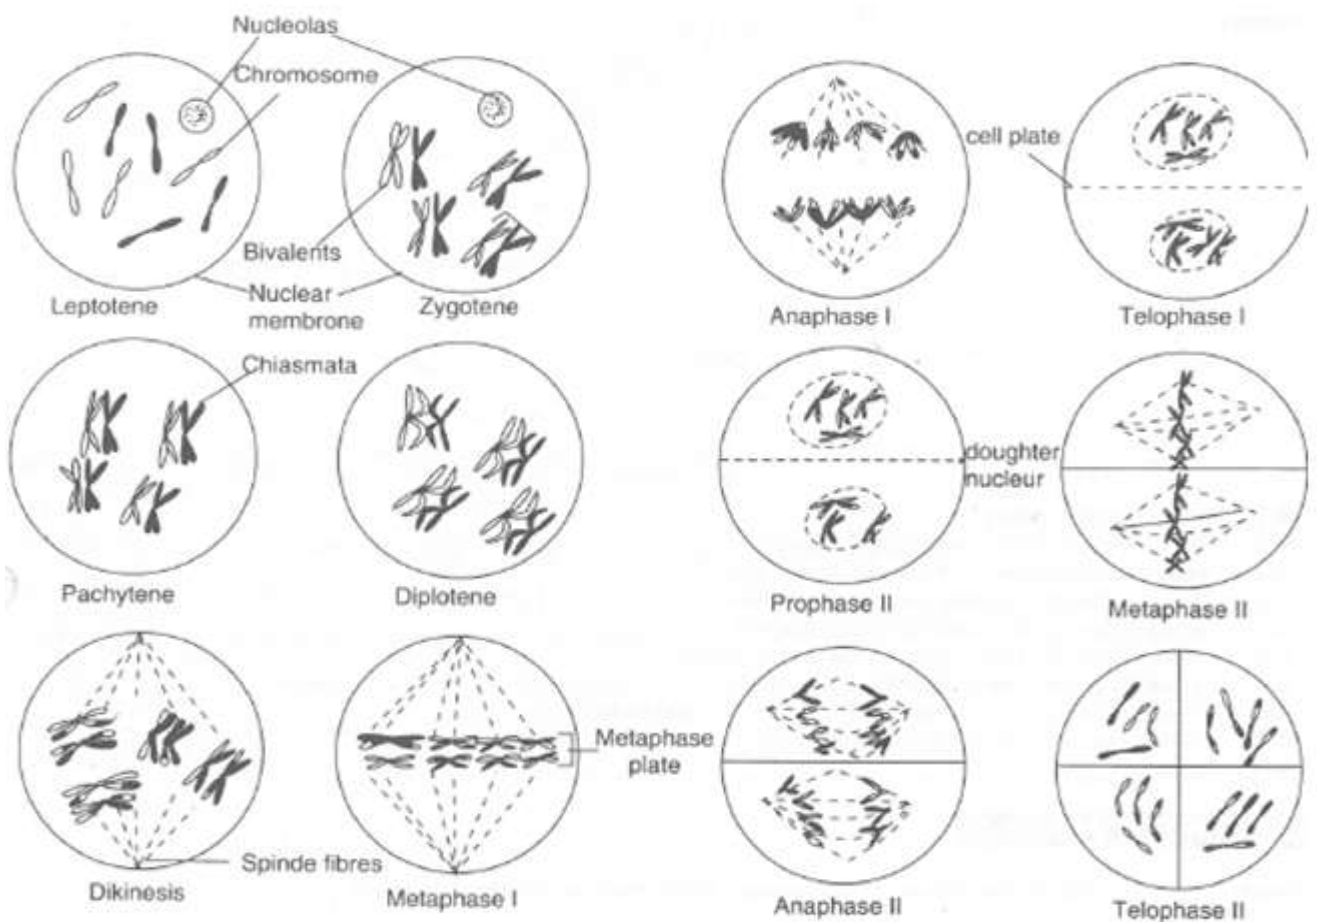 Nucleolas
Chromosome
Bivalents
Nuclear
membrone
Leptotene
Zygotene
Chiasmata
Pachytene
Diplotene
Metaphase
plate
Spinde fibres
Dikinesis
Metaphase I
cell plate
Anaphase I
Telophase I
doughter
nucleur
Prophase II
Metaphase II
Anaphase II
Telophase II